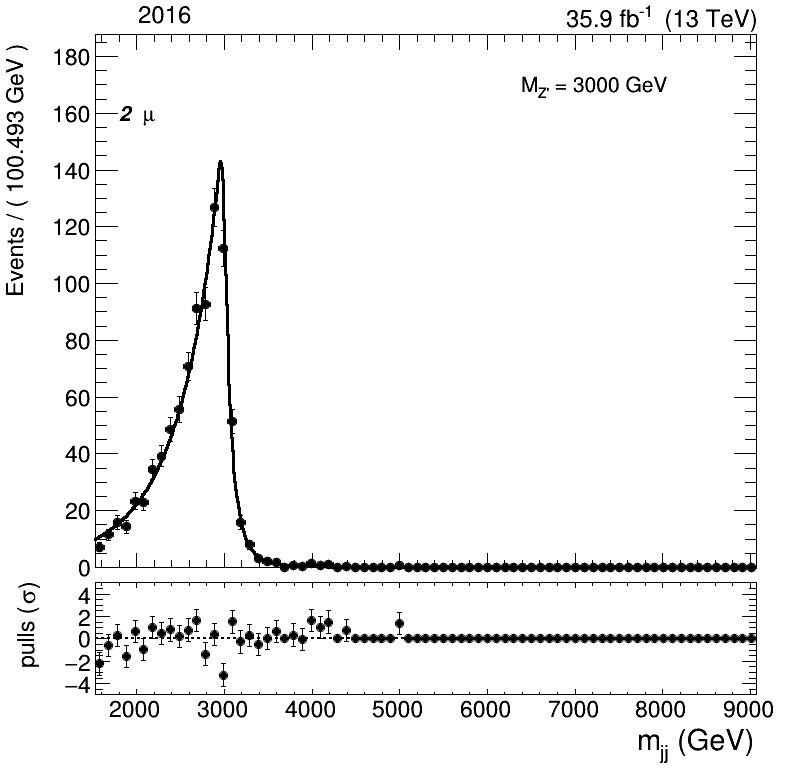 2016 35.9 fb⁻¹ (13 TeV)
Events / ( 100.493 GeV )
180
160
140
120
100
80
60
40
20
0
M_Z' = 3000 GeV
2 μ
pulls (σ)
4
2
0
−2
−4
2000 3000 4000 5000 6000 7000 8000 9000
m_jj (GeV)